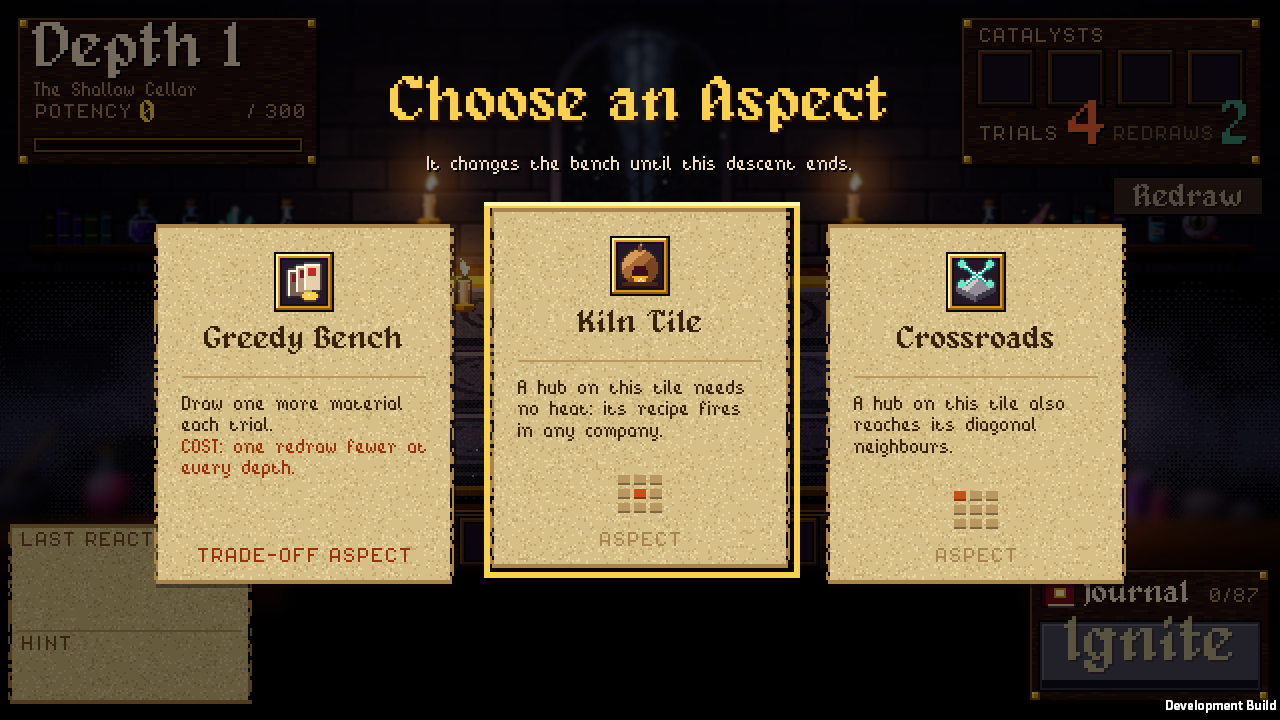 Depth 1
The Shallow Cellar
POTENCY 0 / 300
CATALYSTS
TRIALS 4 REDRAWS 2
Redraw
Choose an Aspect
It changes the bench until this descent ends.
Greedy Bench
Draw one more material
each trial.
COST: one redraw fewer at
every depth.
TRADE-OFF ASPECT
Kiln Tile
A hub on this tile needs
no heat: its recipe fires
in any company.
ASPECT
Crossroads
A hub on this tile also
reaches its diagonal
neighbours.
ASPECT
LAST REACT
HINT
Journal 0/87
Ignite
Development Build